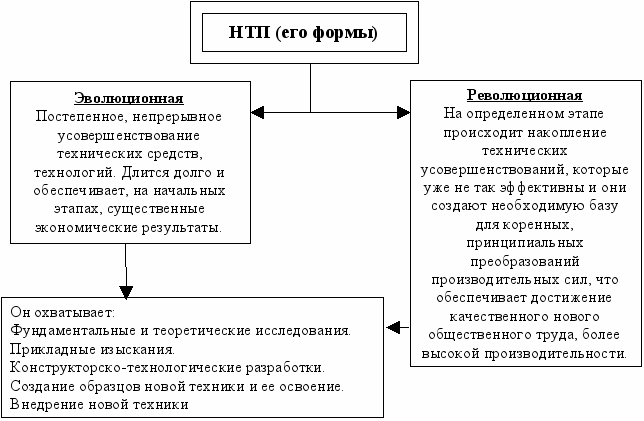 НТП (его формы)
Эволюционная
Постепенное, непрерывное
усовершенствование
технических средств,
технологий. Длится долго и
обеспечивает, на начальных
этапах, существенные
экономические результаты.
Революционная
На определенном этапе
происходит накопление
технических
усовершенствований, которые
уже не так эффективны и они
создают необходимую базу
для коренных,
принципиальных
преобразований
производительных сил, что
обеспечивает достижение
качественного нового
общественного труда, более
высокой производительности.
Он охватывает:
Фундаментальные и теоретические исследования.
Прикладные изыскания.
Конструкторско-технологические разработки.
Создание образцов новой техники и ее освоение.
Внедрение новой техники